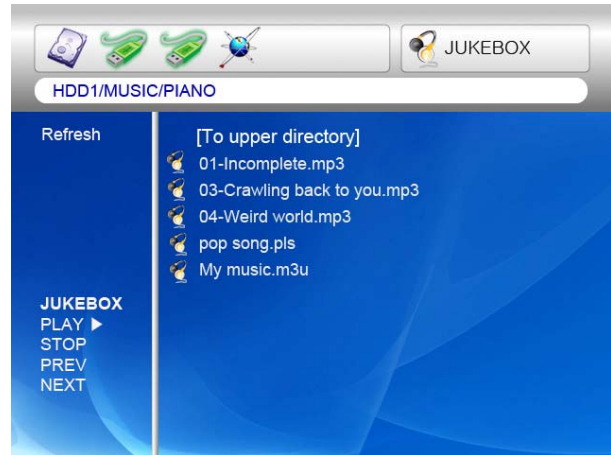 JUKEBOX
HDD1/MUSIC/PIANO
Refresh
[To upper directory]
01-Incomplete.mp3
03-Crawling back to you.mp3
04-Weird world.mp3
pop song.pls
My music.m3u
JUKEBOX
PLAY ▶
STOP
PREV
NEXT